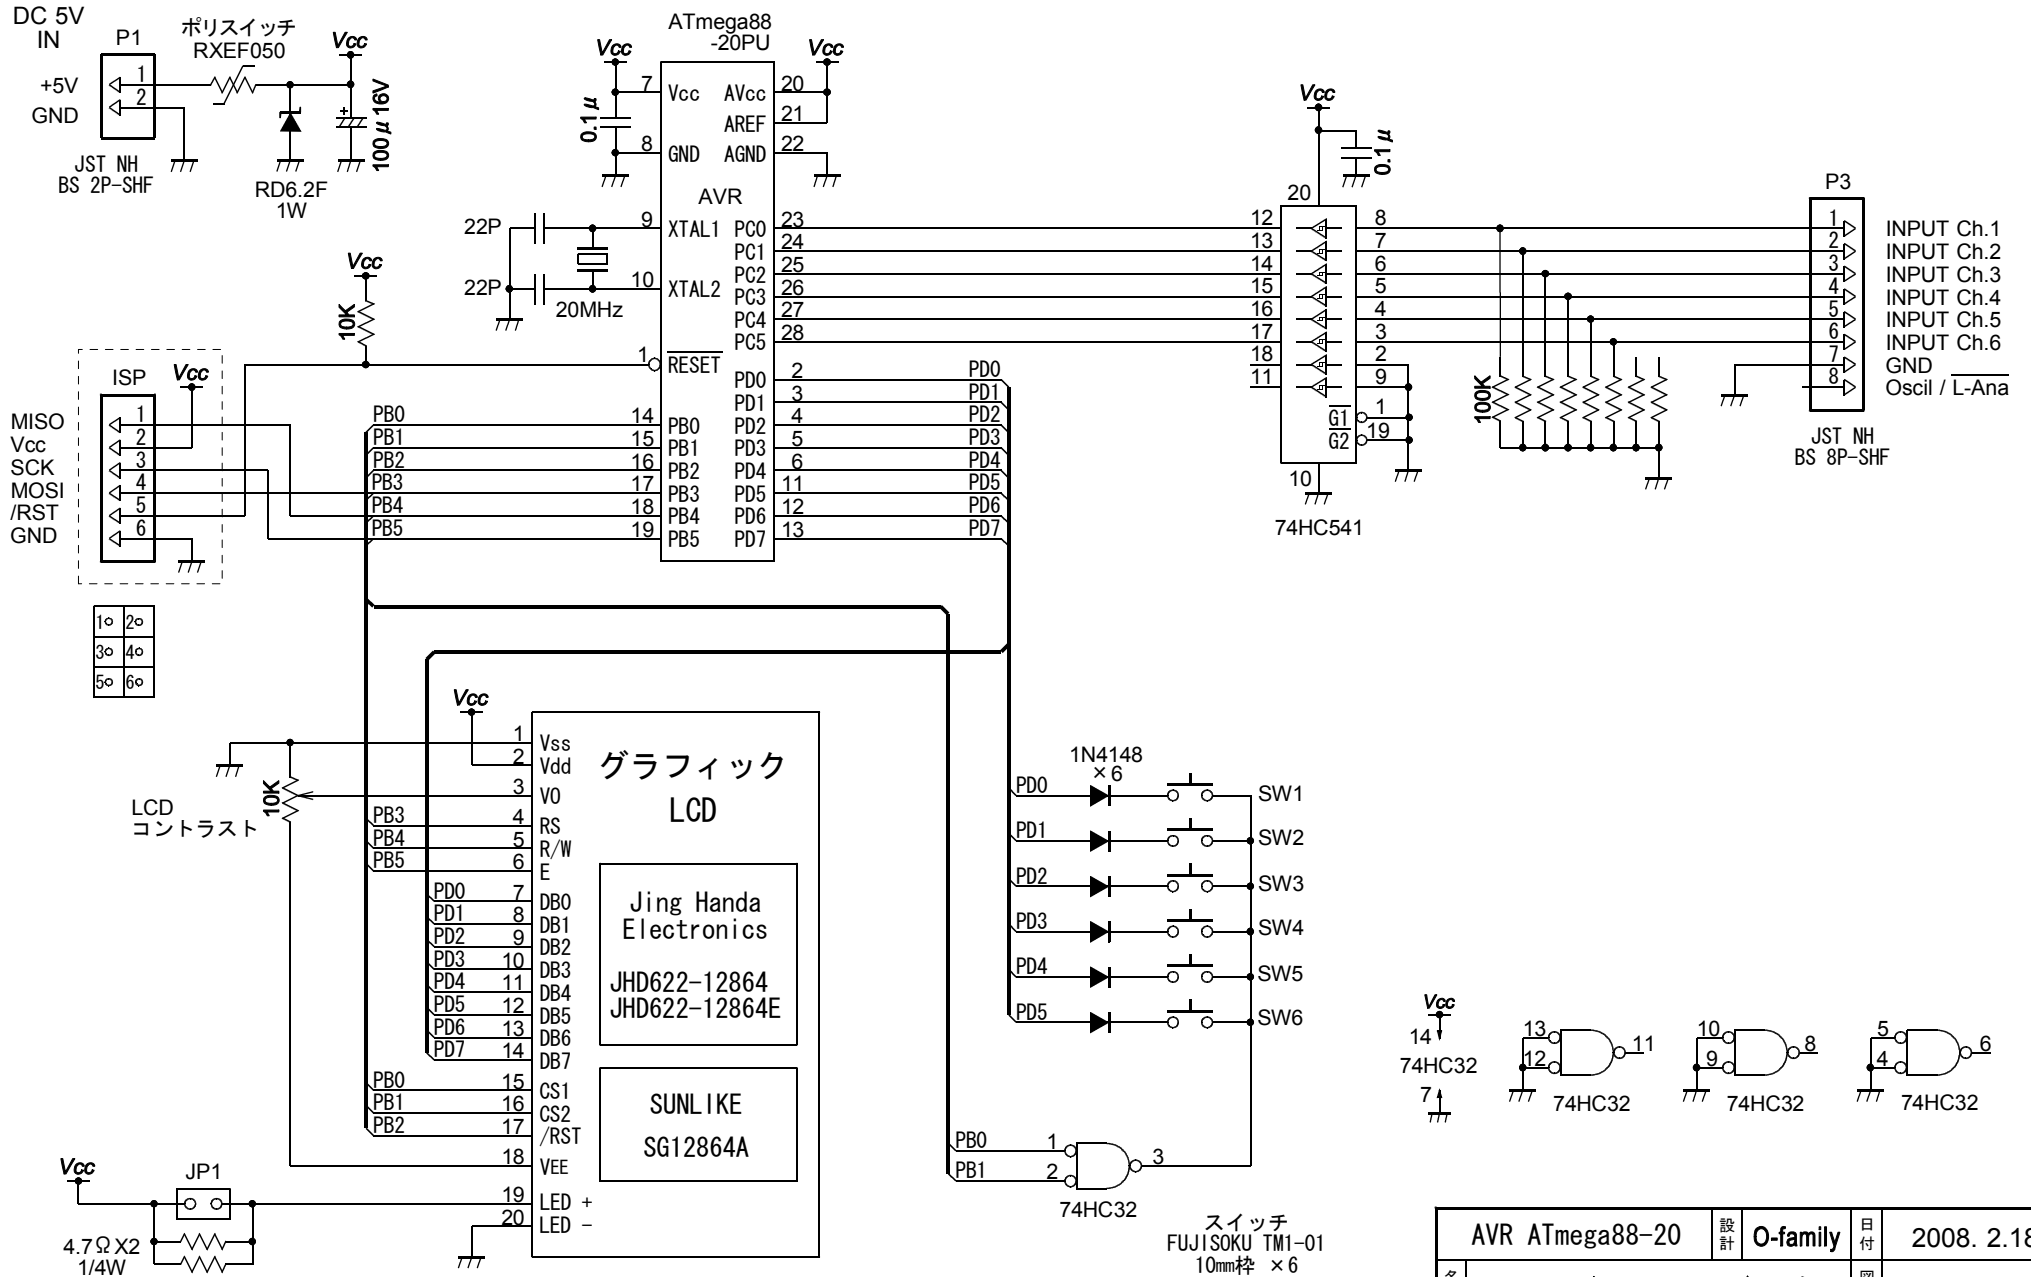 DC 5V
IN
P1
+5V
GND
1
2
JST NH
BS 2P-SHF
ポリスイッチ
RXEF050
Vcc
100μ 16V
RD6.2F
1W
ATmega88
-20PU
Vcc
Vcc
0.1μ
7 Vcc AVcc 20
AREF 21
8 GND AGND 22
AVR
22P
22P
20MHz
9 XTAL1 PC0 23
PC1 24
10 XTAL2 PC2 25
PC3 26
PC4 27
PC5 28
1 RESET
PD0 2 PD0
PD1 3 PD1
PB0 14 PB0 PD2 4 PD2
PB1 15 PB1 PD3 5 PD3
PB2 16 PB2 PD4 6 PD4
PB3 17 PB3 PD5 11 PD5
PB4 18 PB4 PD6 12 PD6
PB5 19 PB5 PD7 13 PD7
Vcc
10K
ISP
Vcc
MISO 1
Vcc 2
SCK 3
MOSI 4
/RST 5
GND 6
1 2
3 4
5 6
Vcc
0.1μ
20
12 8
13 7
14 6
15 5
16 4
17 3
18 2
11 9
G1 1
G2 19
10
74HC541
100K
P3
1 INPUT Ch.1
2 INPUT Ch.2
3 INPUT Ch.3
4 INPUT Ch.4
5 INPUT Ch.5
6 INPUT Ch.6
7 GND
8 Oscil / L-Ana
JST NH
BS 8P-SHF
Vcc
10K
LCD
コントラスト
グラフィック
LCD
1 Vss
2 Vdd
3 VO
PB3 4 RS
PB4 5 R/W
PB5 6 E
PD0 7 DB0
PD1 8 DB1
PD2 9 DB2
PD3 10 DB3
PD4 11 DB4
PD5 12 DB5
PD6 13 DB6
PD7 14 DB7
PB0 15 CS1
PB1 16 CS2
PB2 17 /RST
18 VEE
19 LED +
20 LED -
Jing Handa
Electronics
JHD622-12864
JHD622-12864E
SUNLIKE
SG12864A
Vcc
JP1
4.7Ω X2
1/4W
1N4148
×6
PD0 SW1
PD1 SW2
PD2 SW3
PD3 SW4
PD4 SW5
PD5 SW6
PB0 1
PB1 2
3
74HC32
スイッチ
FUJISOKU TM1-01
10mm枠 ×6
Vcc
14
74HC32
7
13
12
11
74HC32
10
9
8
74HC32
5
4
6
74HC32
AVR ATmega88-20 設計 O-family 日付 2008. 2.18